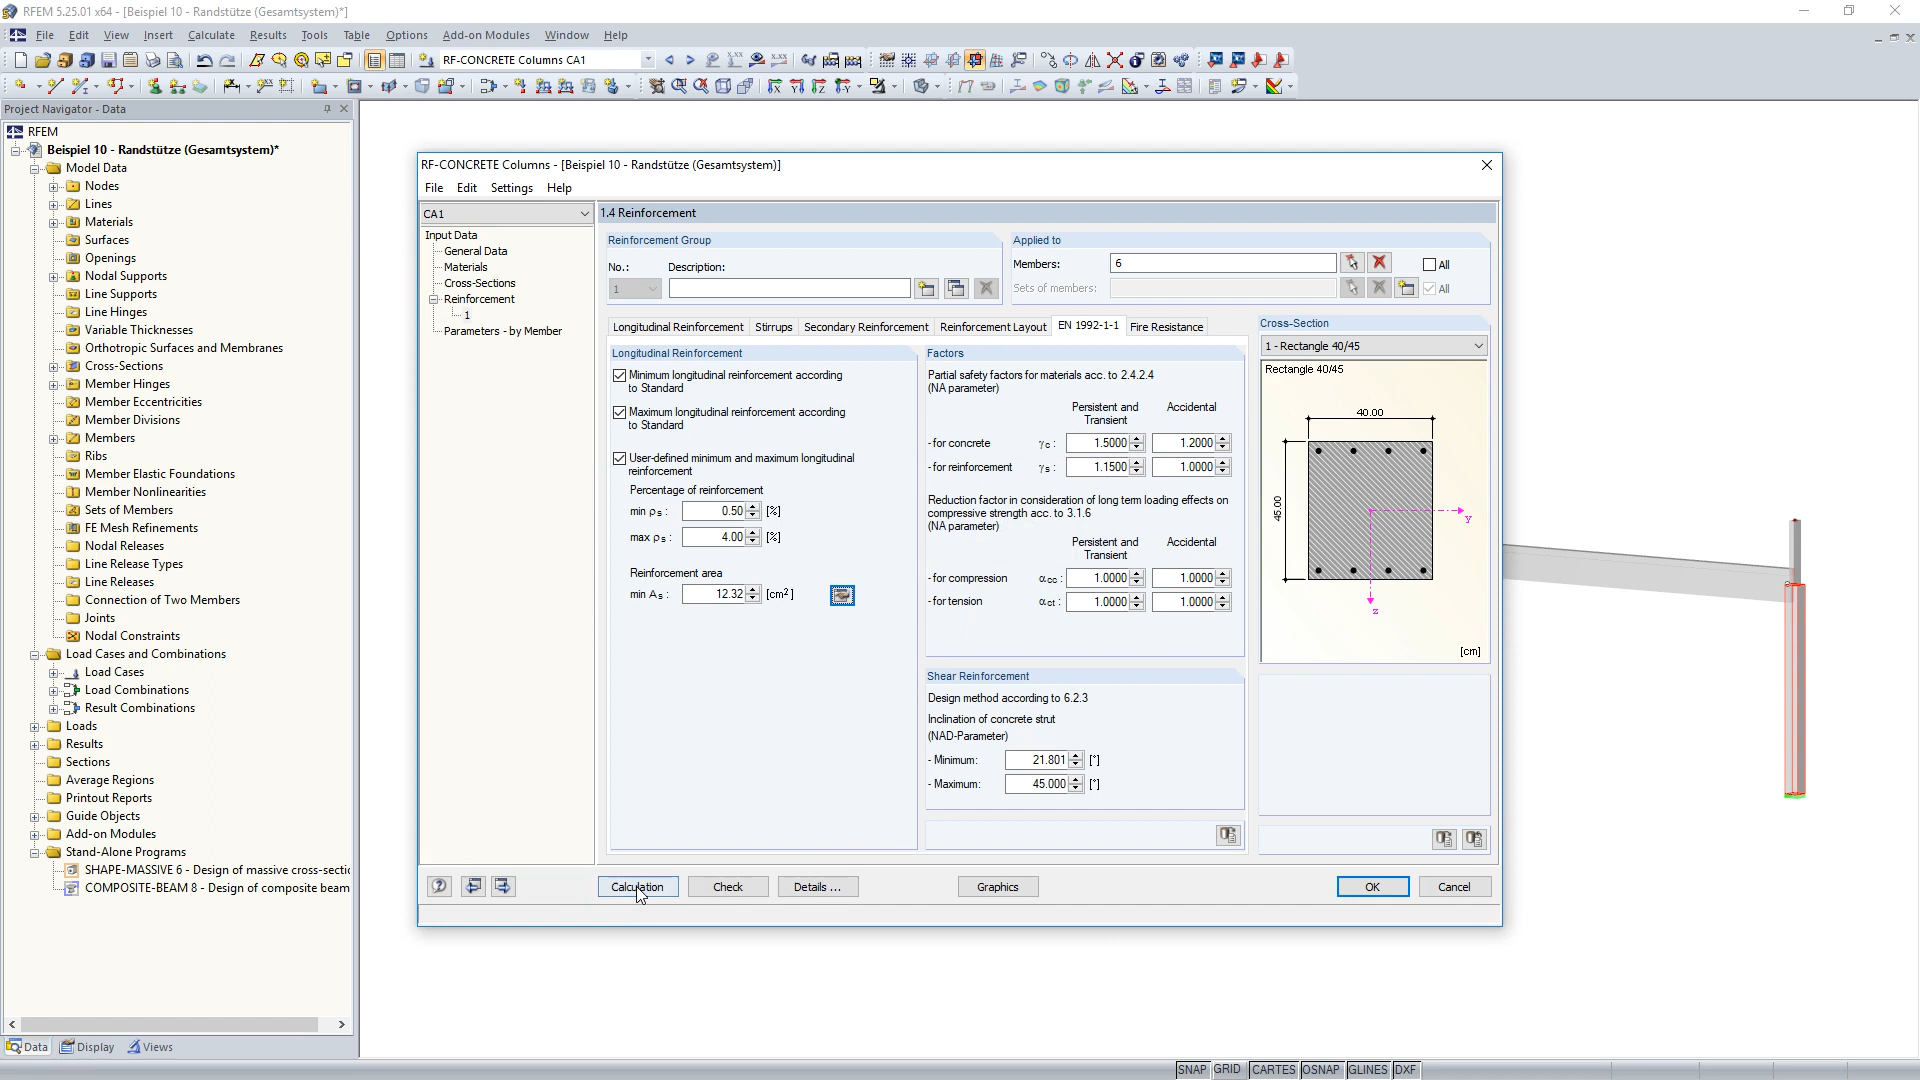 RFEM 5.25.01 x64 - [Beispiel 10 - Randstütze (Gesamtsystem)*]
File Edit View Insert Calculate Results Tools Table Options Add-on Modules Window Help
RF-CONCRETE Columns CA1
Project Navigator - Data
RFEM
Beispiel 10 - Randstütze (Gesamtsystem)*
Model Data
Nodes
Lines
Materials
Surfaces
Openings
Nodal Supports
Line Supports
Line Hinges
Variable Thicknesses
Orthotropic Surfaces and Membranes
Cross-Sections
Member Hinges
Member Eccentricities
Member Divisions
Members
Ribs
Member Elastic Foundations
Member Nonlinearities
Sets of Members
FE Mesh Refinements
Nodal Releases
Line Release Types
Line Releases
Connection of Two Members
Joints
Nodal Constraints
Load Cases and Combinations
Load Cases
Load Combinations
Result Combinations
Loads
Results
Sections
Average Regions
Printout Reports
Guide Objects
Add-on Modules
Stand-Alone Programs
SHAPE-MASSIVE 6 - Design of massive cross-sectic
COMPOSITE-BEAM 8 - Design of composite beam
Data Display Views
RF-CONCRETE Columns - [Beispiel 10 - Randstütze (Gesamtsystem)]
File Edit Settings Help
CA1
Input Data
General Data
Materials
Cross-Sections
Reinforcement
1
Parameters - by Member
1.4 Reinforcement
Reinforcement Group
No.: Description:
1
Applied to
Members: 6 All
Sets of members: All
Longitudinal Reinforcement Stirrups Secondary Reinforcement Reinforcement Layout EN 1992-1-1 Fire Resistance
Longitudinal Reinforcement
Minimum longitudinal reinforcement according
to Standard
Maximum longitudinal reinforcement according
to Standard
User-defined minimum and maximum longitudinal
reinforcement
Percentage of reinforcement
min ρs : 0.50 [%]
max ρs : 4.00 [%]
Reinforcement area
min As : 12.32 [cm2]
Factors
Partial safety factors for materials acc. to 2.4.2.4
(NA parameter)
Persistent and Accidental
Transient
- for concrete γc : 1.5000 1.2000
- for reinforcement γs : 1.1500 1.0000
Reduction factor in consideration of long term loading effects on
compressive strength acc. to 3.1.6
(NA parameter)
Persistent and Accidental
Transient
- for compression αcc : 1.0000 1.0000
- for tension αct : 1.0000 1.0000
Shear Reinforcement
Design method according to 6.2.3
Inclination of concrete strut
(NAD-Parameter)
- Minimum: 21.801 [°]
- Maximum: 45.000 [°]
Cross-Section
1 - Rectangle 40/45
Rectangle 40/45
40.00
45.00
y
z
[cm]
Calculation Check Details ... Graphics OK Cancel
SNAP GRID CARTES OSNAP GLINES DXF